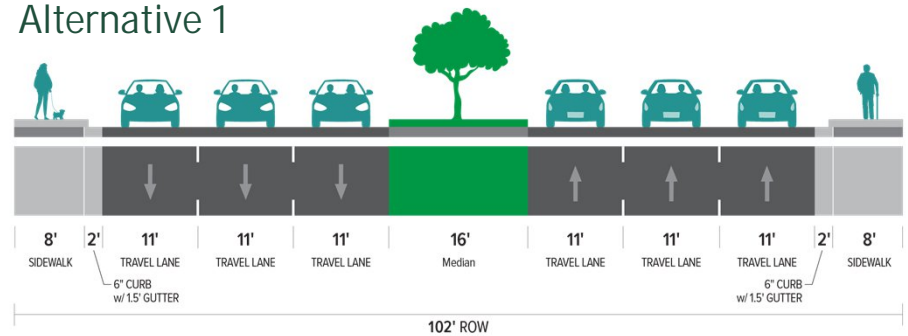 Alternative 1
8' 2' 11' 11' 11' 16' 11' 11' 11' 2' 8'
SIDEWALK TRAVEL LANE TRAVEL LANE TRAVEL LANE Median TRAVEL LANE TRAVEL LANE TRAVEL LANE SIDEWALK
6" CURB
w/ 1.5' GUTTER
6" CURB
w/ 1.5' GUTTER
102' ROW